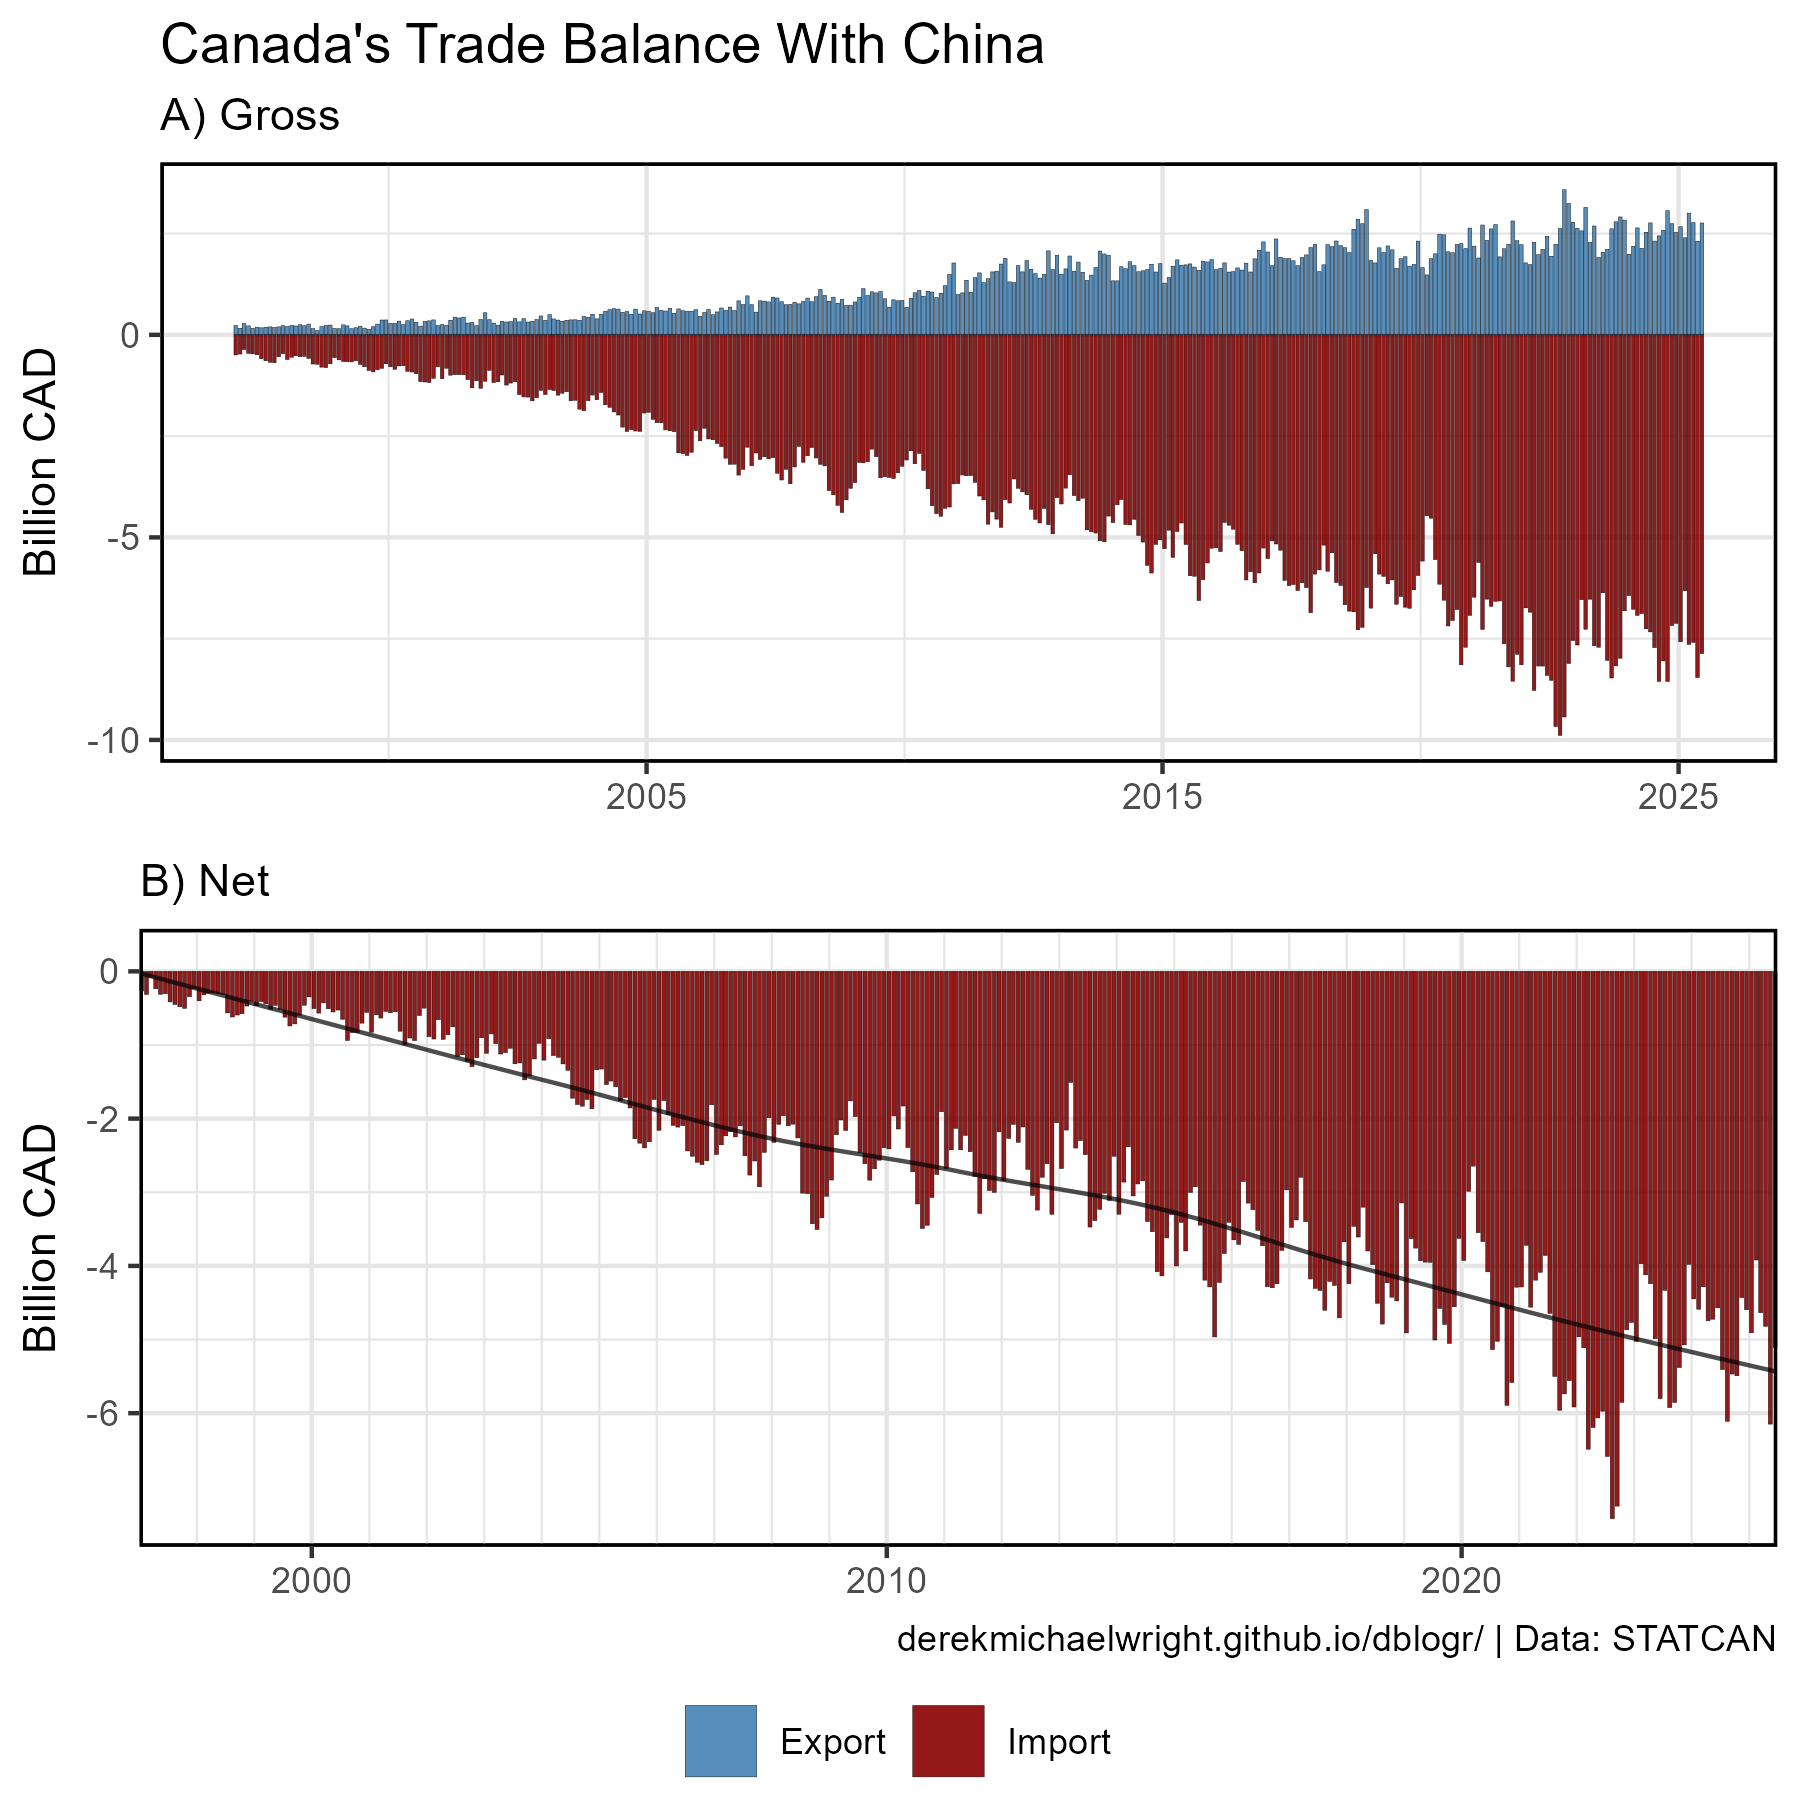 Canada's Trade Balance With China
A) Gross
Billion CAD
0
-5
-10
2005 2015 2025
B) Net
Billion CAD
0
-2
-4
-6
2000 2010 2020
derekmichaelwright.github.io/dblogr/ | Data: STATCAN
Export Import